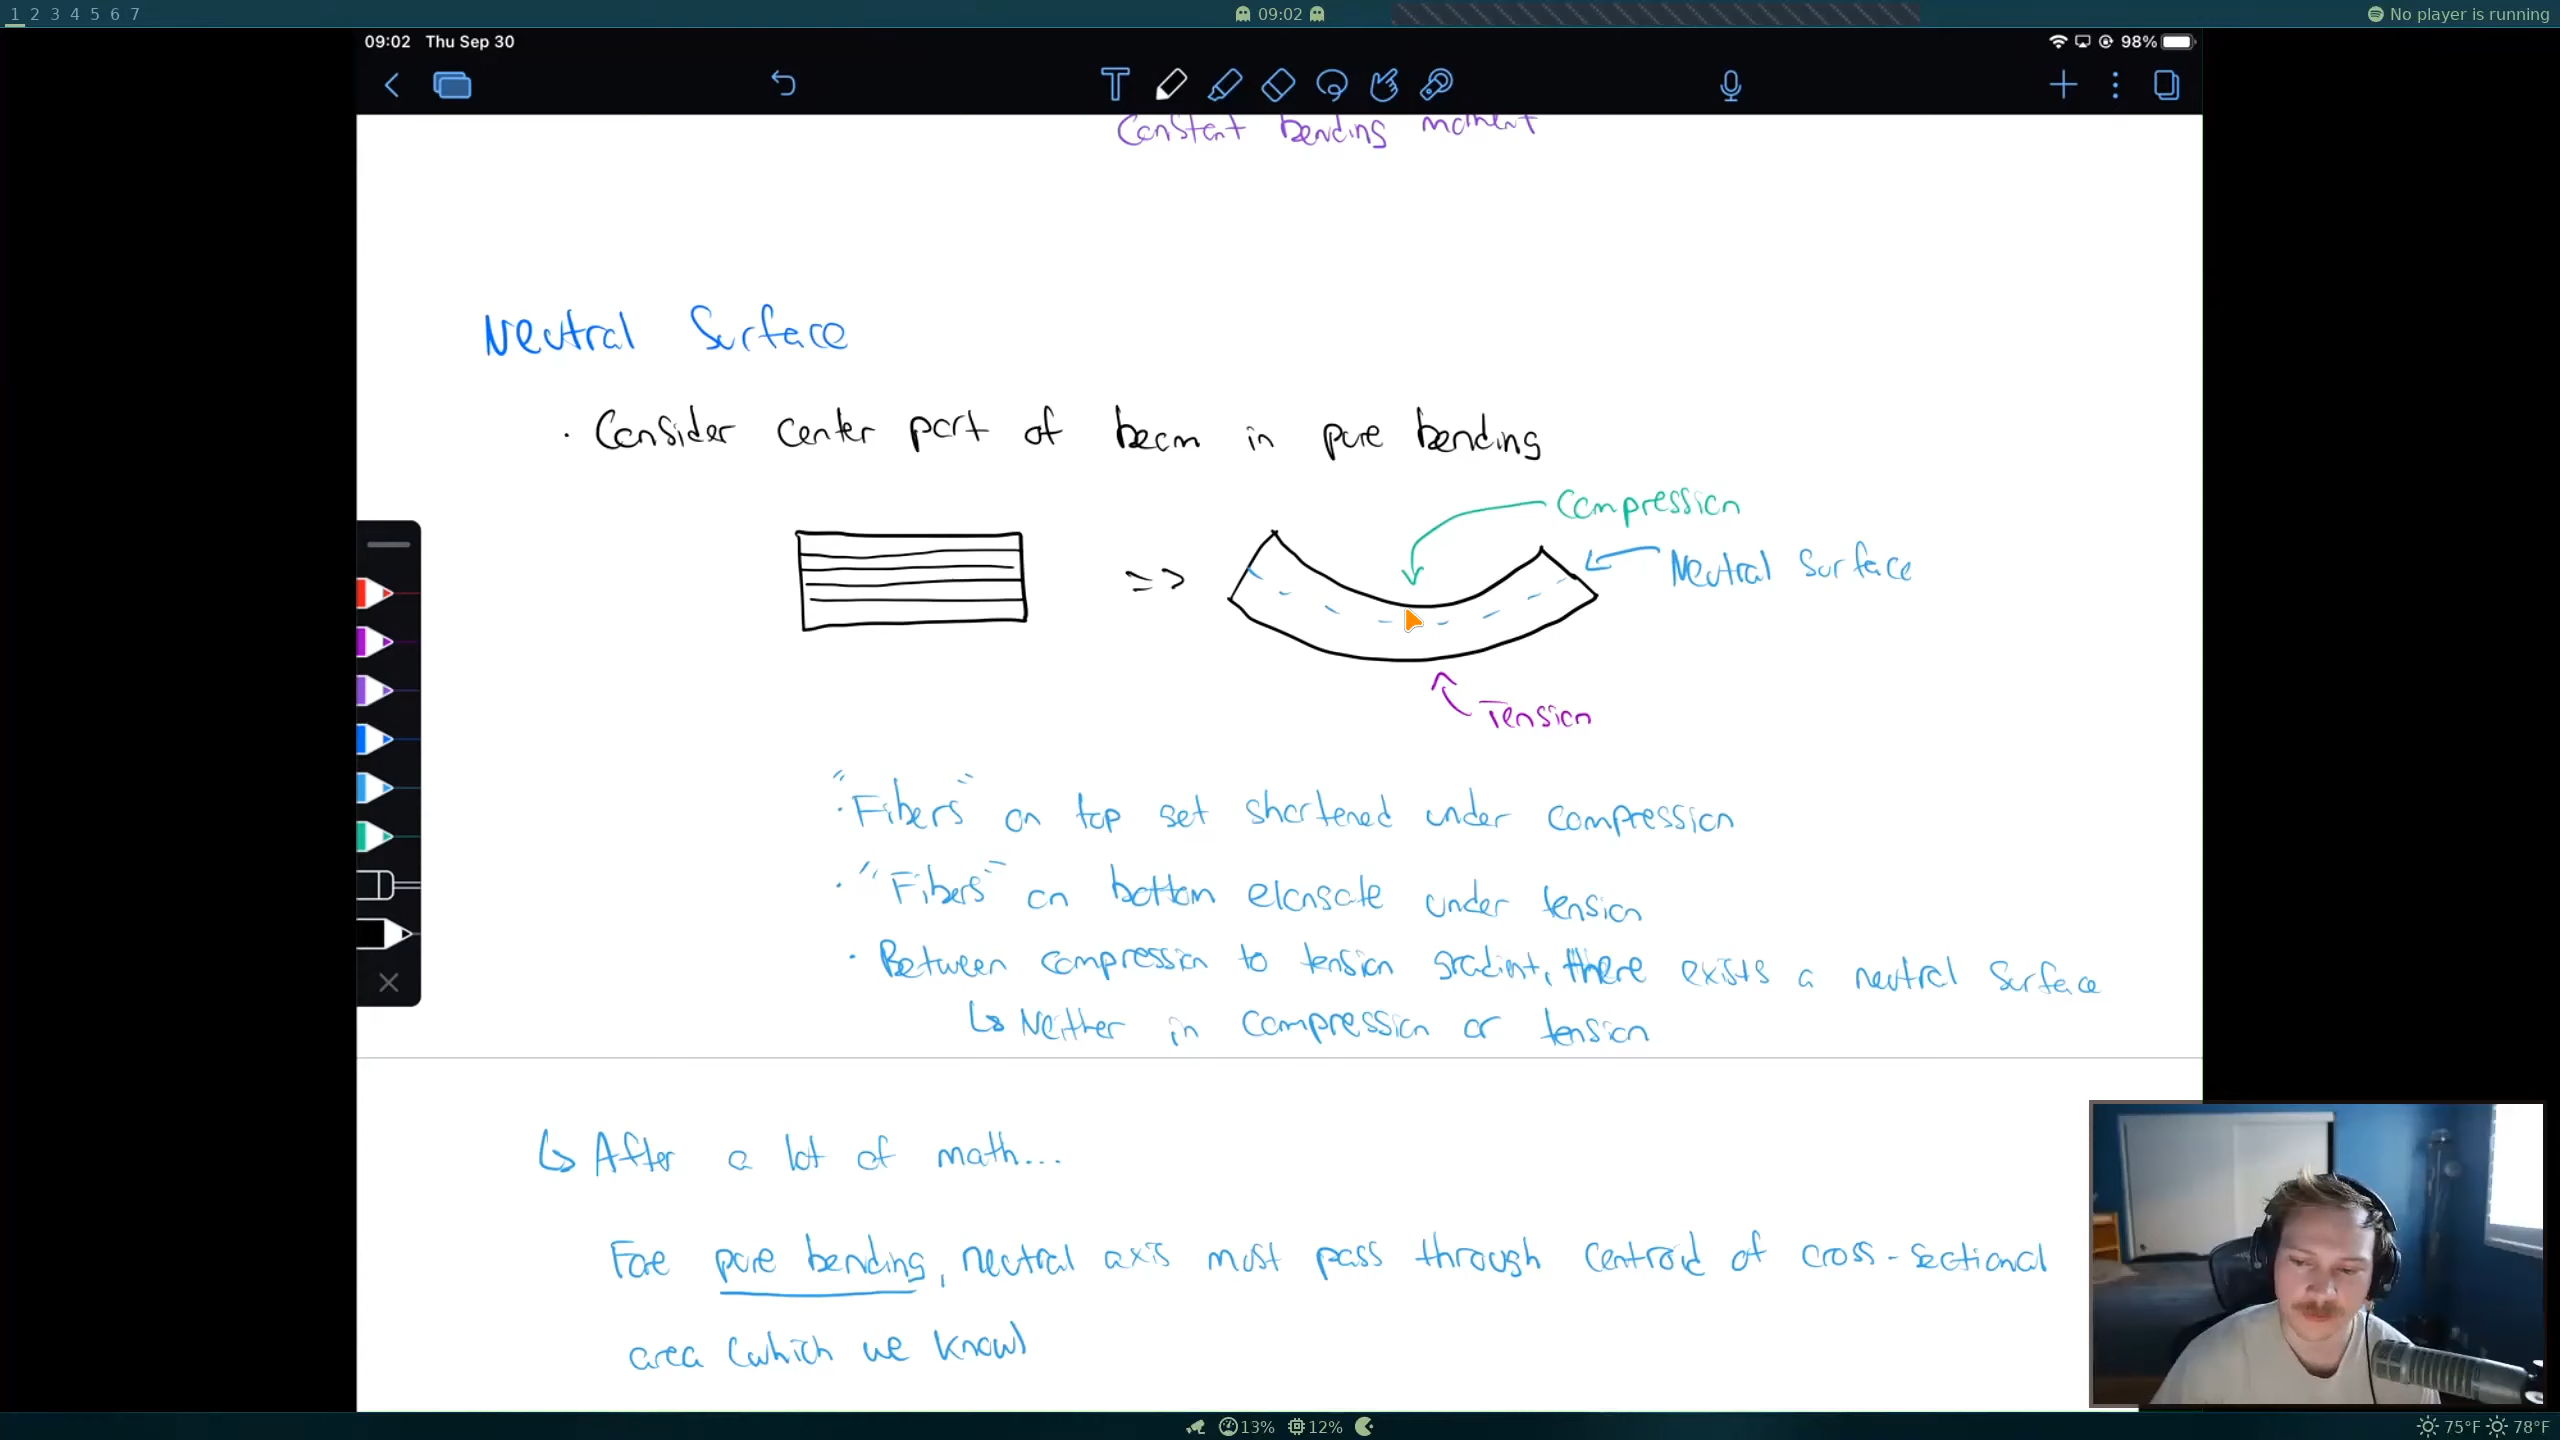 1 2 3 4 5 6 7
09:02
No player is running
09:02 Thu Sep 30
98%
Constant bending moment
Neutral Surface
· Consider center part of beam in pure bending
Compression
=>
Neutral Surface
Tension
· "Fibers" on top get shortened under compression
· "Fibers" on bottom elongate under tension
· Between compression to tension gradint, there exists a neutral surface
↳ Neither in compression or tension
↳ After a lot of math...
Foe pure bending, neutral axis must pass through centroid of cross-sectional
area (which we know)
13% 12%
75°F 78°F